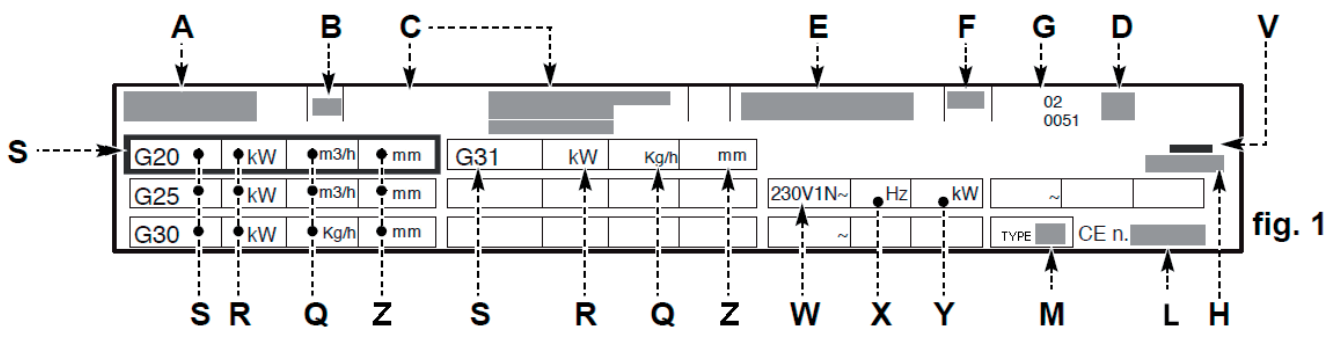 A B C E F G D V
02
0051
S G20 kW m3/h mm G31 kW Kg/h mm
G25 kW m3/h mm 230V1N~ Hz kW ~
G30 kW Kg/h mm ~ TYPE CE n. fig. 1
S R Q Z S R Q Z W X Y M L H